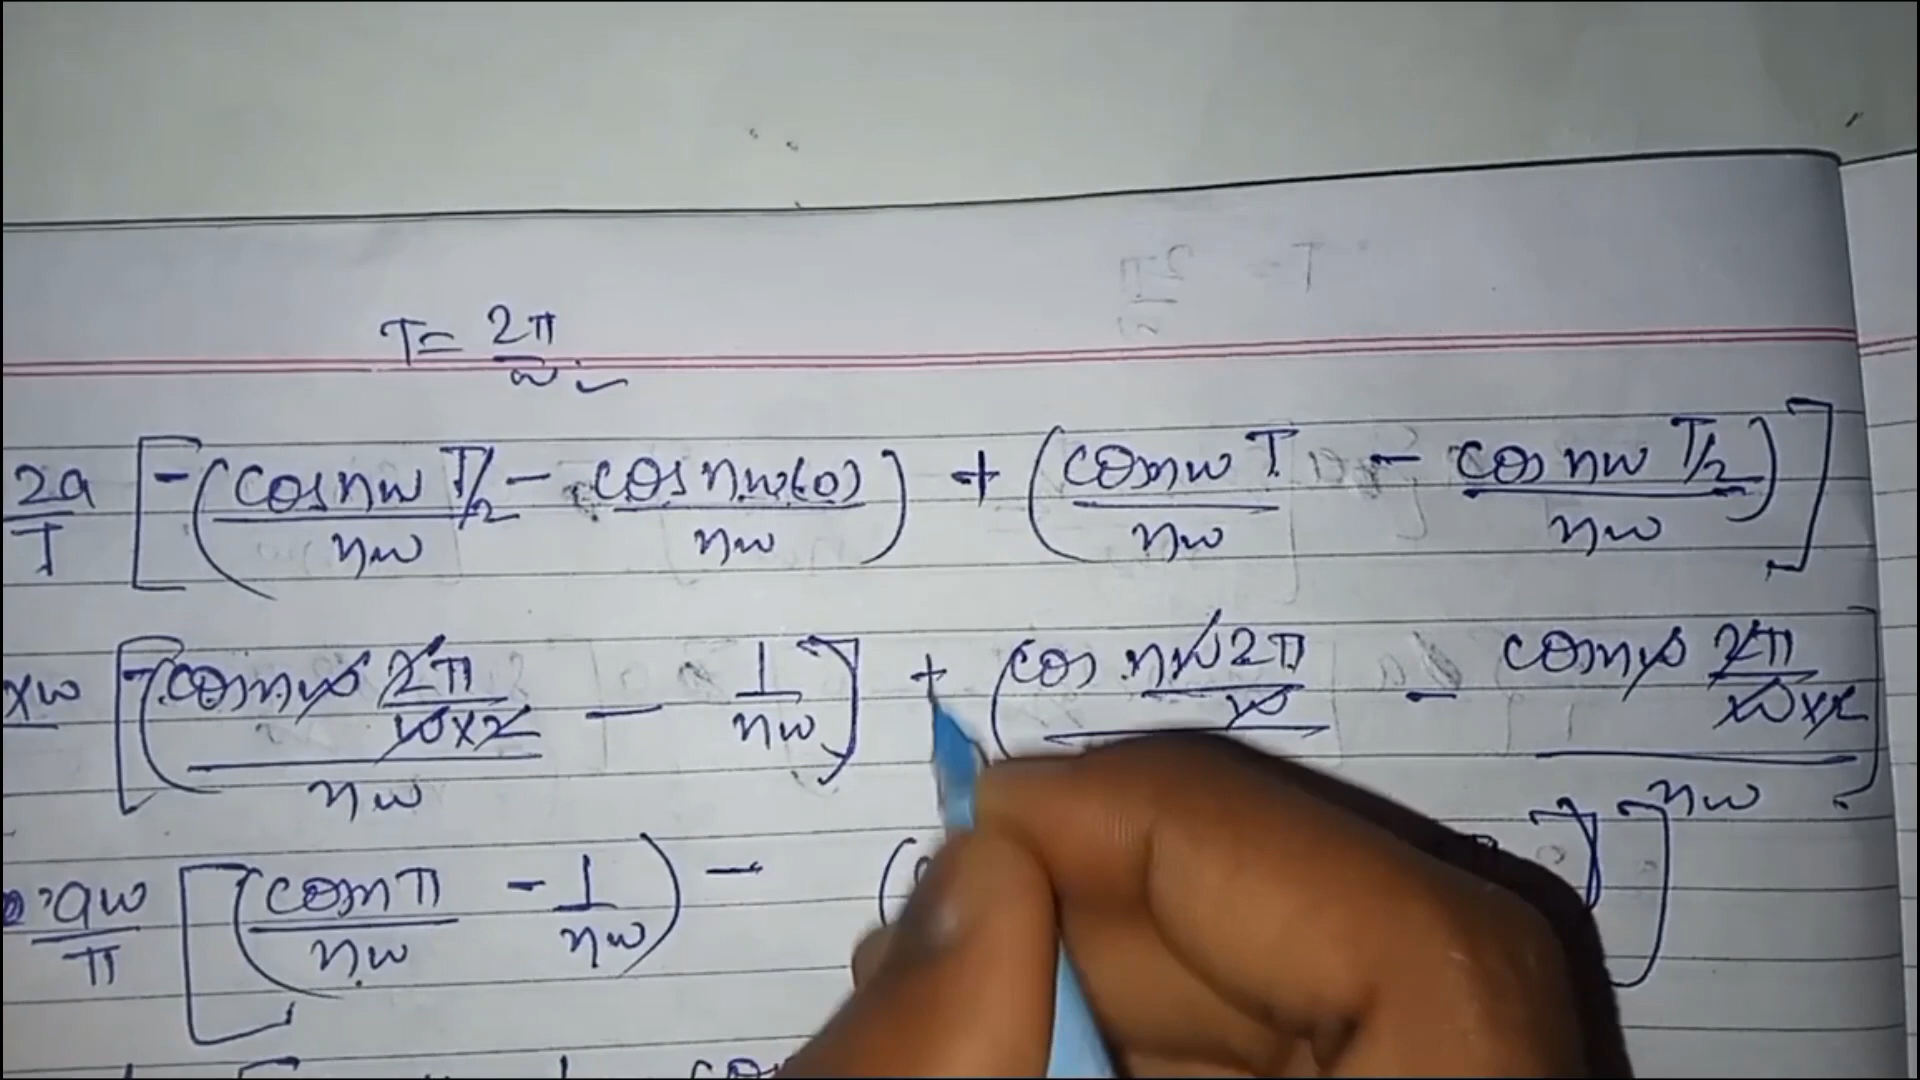 T = 2π/ω
2a/T [ -( cos nω T/2 / nω - cos nω(0) / nω ) + ( cos nω T / nω - cos nω T/2 / nω ) ]
xω [ -( cos nω 2π/ω×2 / nω - 1/nω ) ] + ( cos nω 2π/ω - cos nω 2π/ω×2 / nω ]
aω/π [ ( cos nπ / nω - 1/nω ) - (